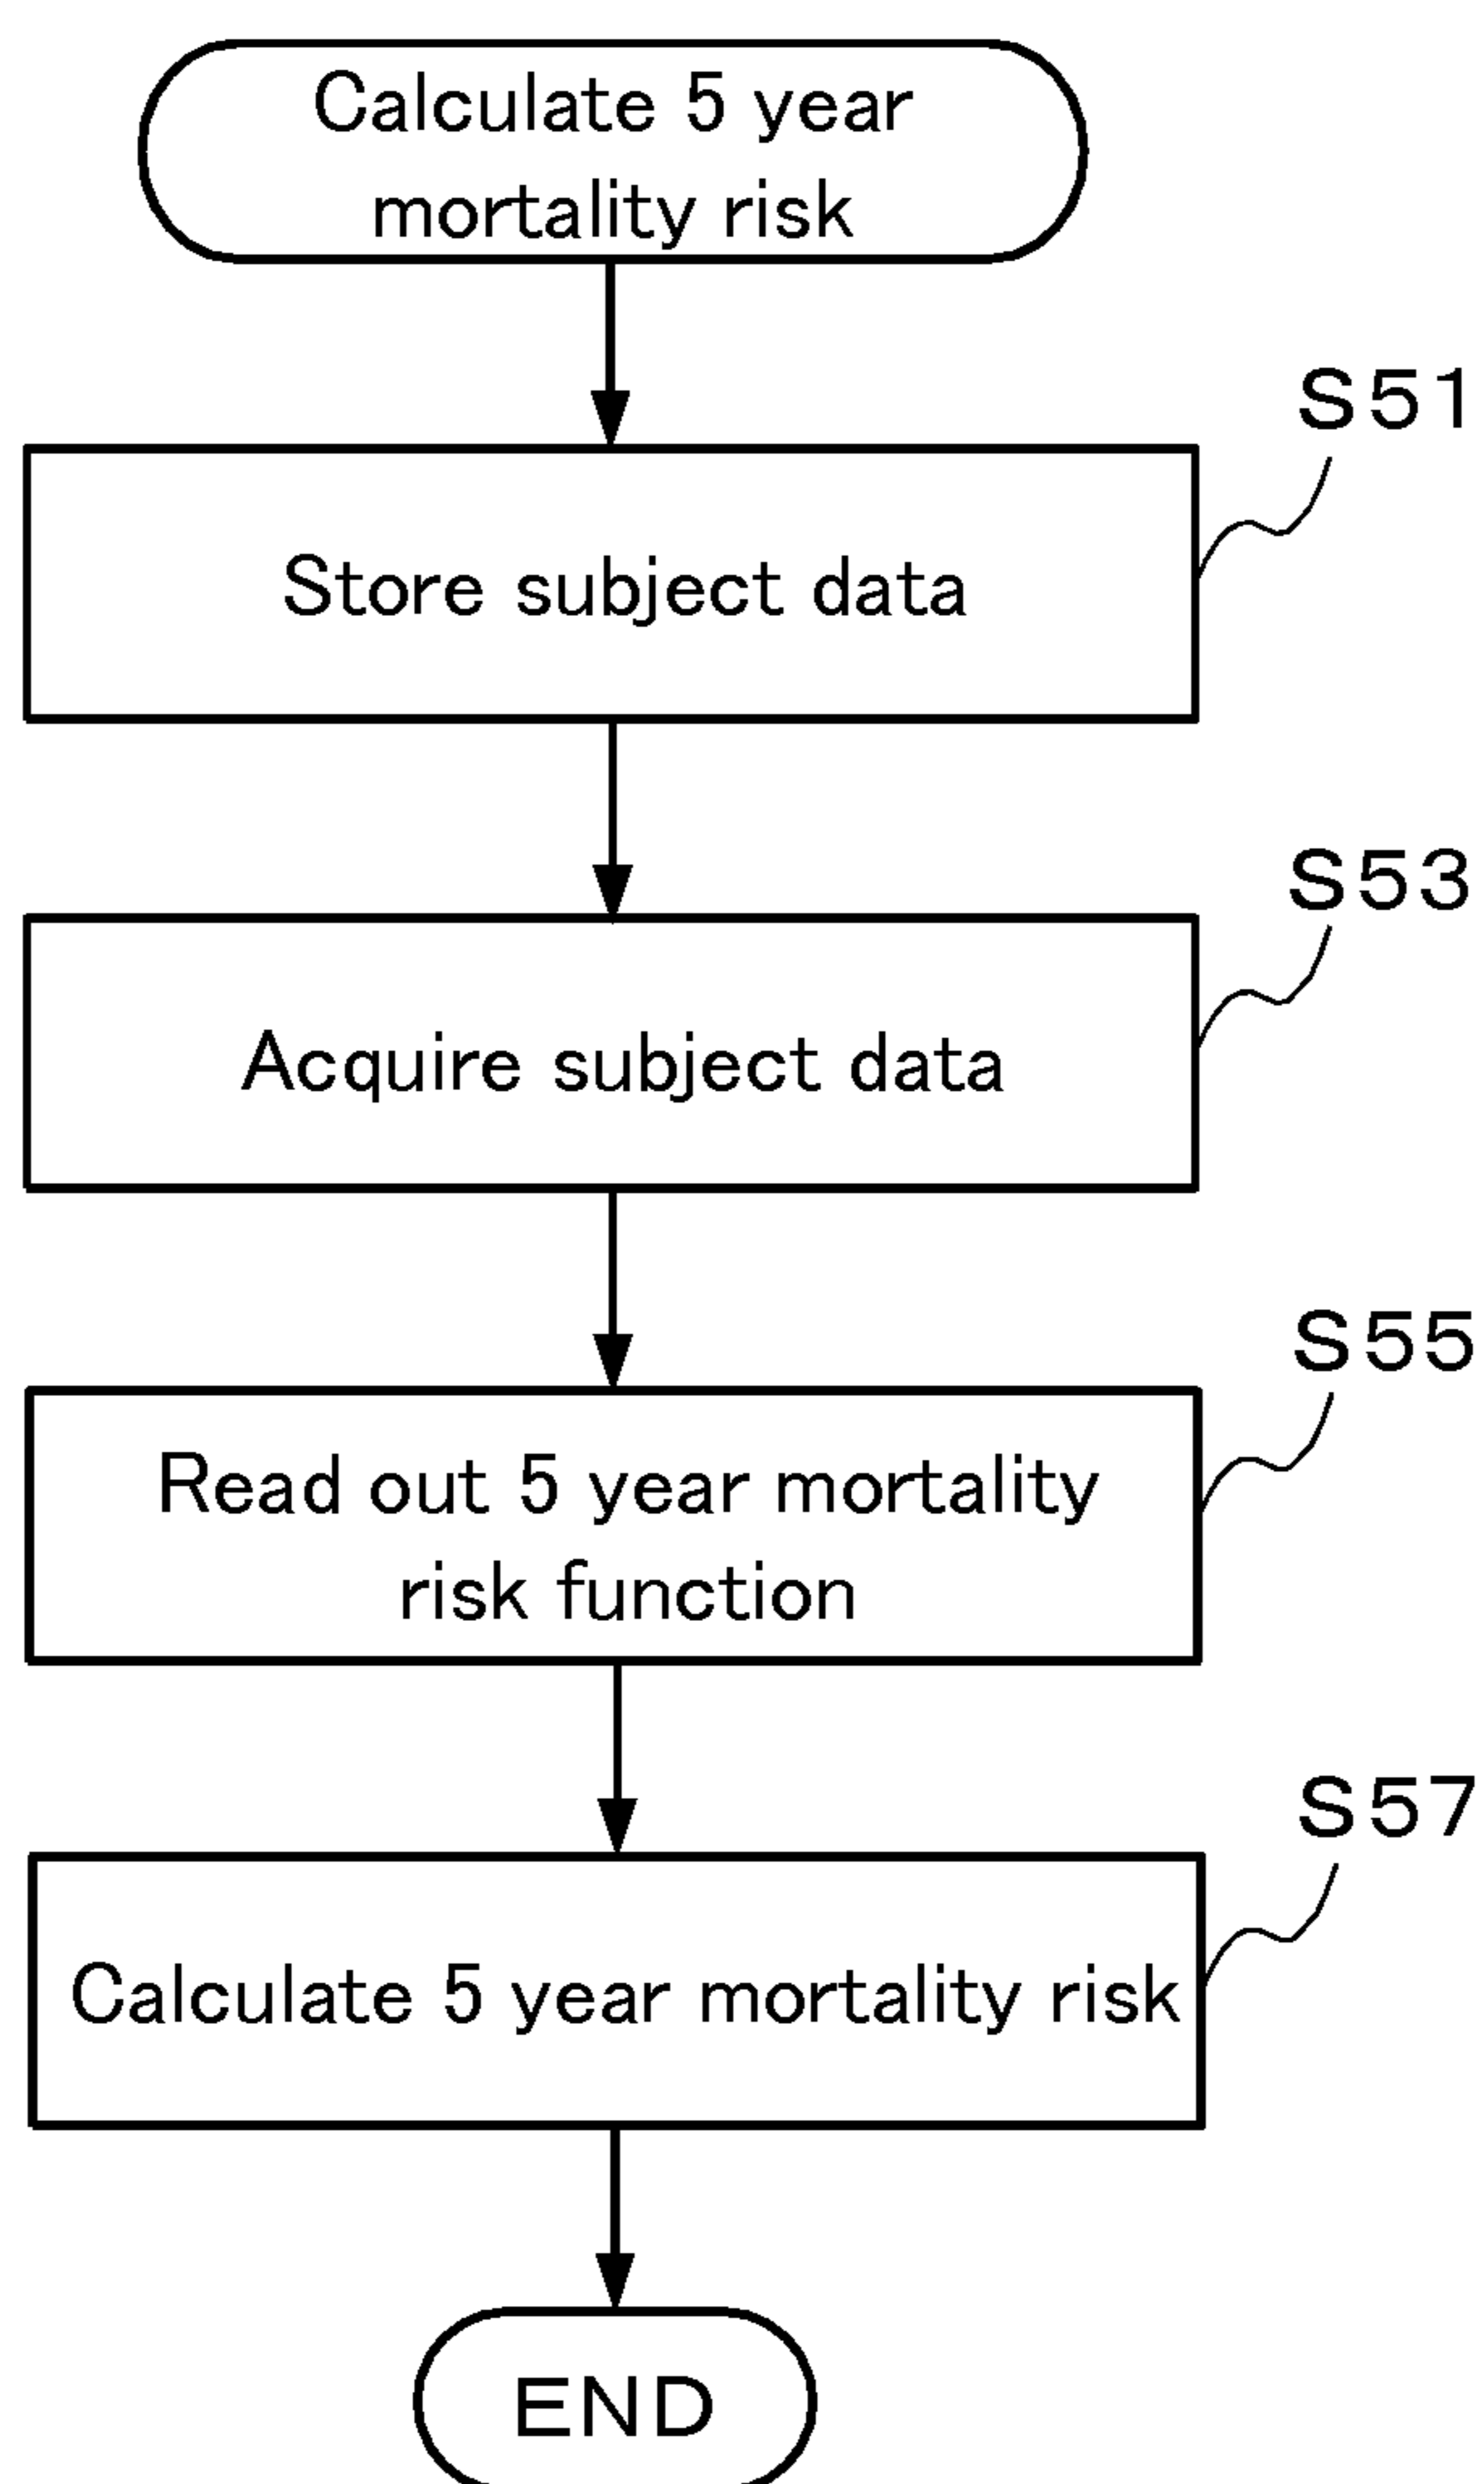 Calculate 5 year
mortality risk
S51
Store subject data
S53
Acquire subject data
S55
Read out 5 year mortality
risk function
S57
Calculate 5 year mortality risk
END